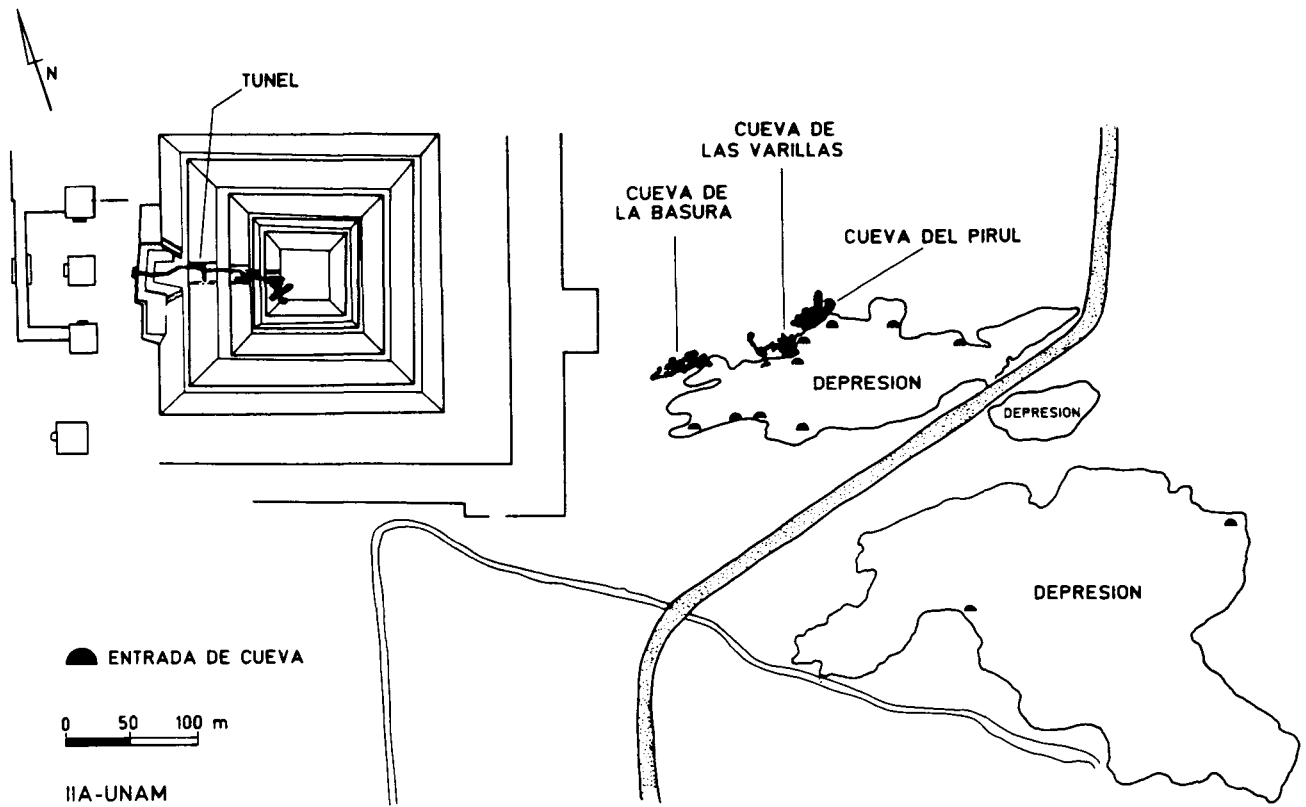 N
TUNEL
CUEVA DE
LAS VARILLAS
CUEVA DE
LA BASURA
CUEVA DEL PIRUL
DEPRESION
DEPRESION
DEPRESION
ENTRADA DE CUEVA
0 50 100 m
IIA-UNAM